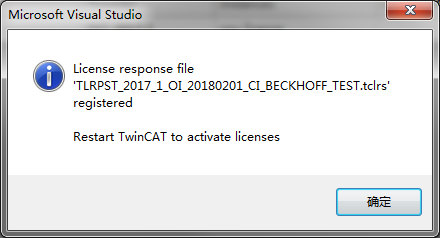 Microsoft Visual Studio
License response file
'TLRPST_2017_1_OI_20180201_CI_BECKHOFF_TEST.tclrs'
registered
Restart TwinCAT to activate licenses
确定